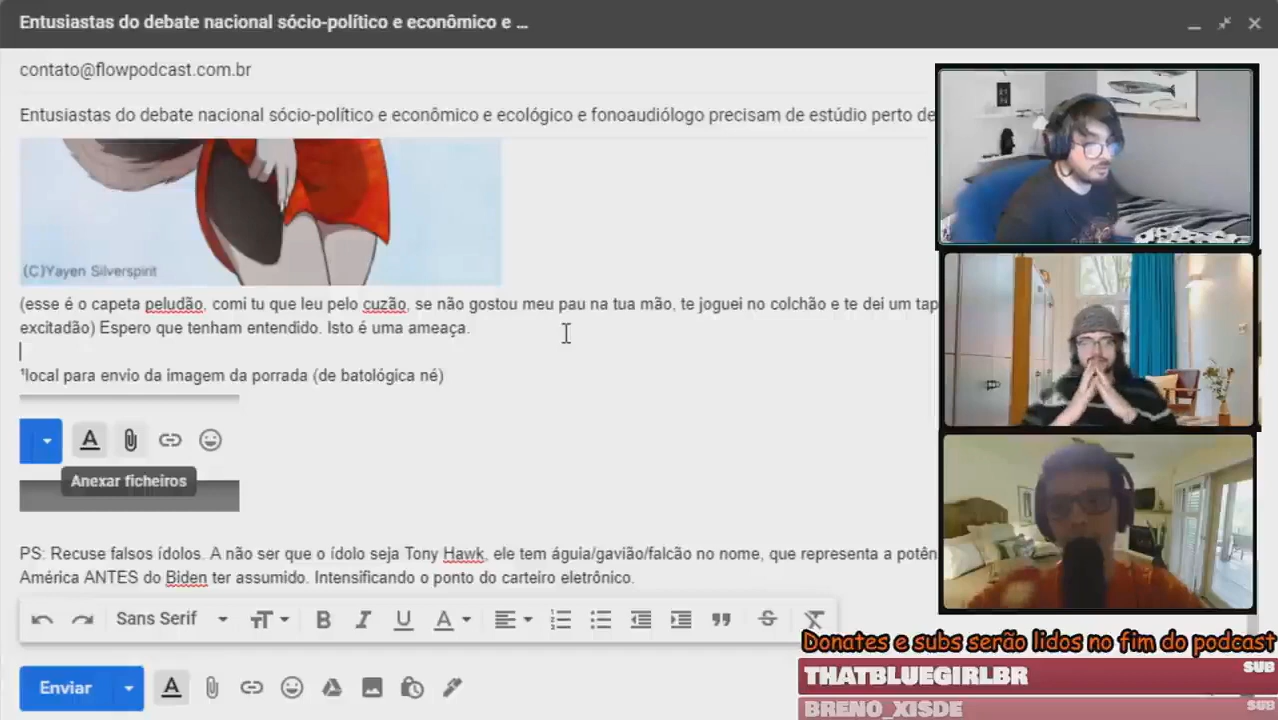 Entusiastas do debate nacional sócio-político e econômico e ...
contato@flowpodcast.com.br
Entusiastas do debate nacional sócio-político e econômico e ecológico e fonoaudiólogo precisam de estúdio perto de
(C)Yayen Silverspirit
(esse é o capeta peludão, comi tu que leu pelo cuzão, se não gostou meu pau na tua mão, te joguei no colchão e te dei um tap
excitadão) Espero que tenham entendido. Isto é uma ameaça.
¹local para envio da imagem da porrada (de batológica né)
A
Anexar ficheiros
PS: Recuse falsos ídolos. A não ser que o ídolo seja Tony Hawk, ele tem águia/gavião/falcão no nome, que representa a potên
América ANTES do Biden ter assumido. Intensificando o ponto do carteiro eletrônico.
Sans Serif B I U A
Donates e subs serão lidos no fim do podcast
Enviar A
THATBLUEGIRLBR SUB
BRENO_XISDE SUB